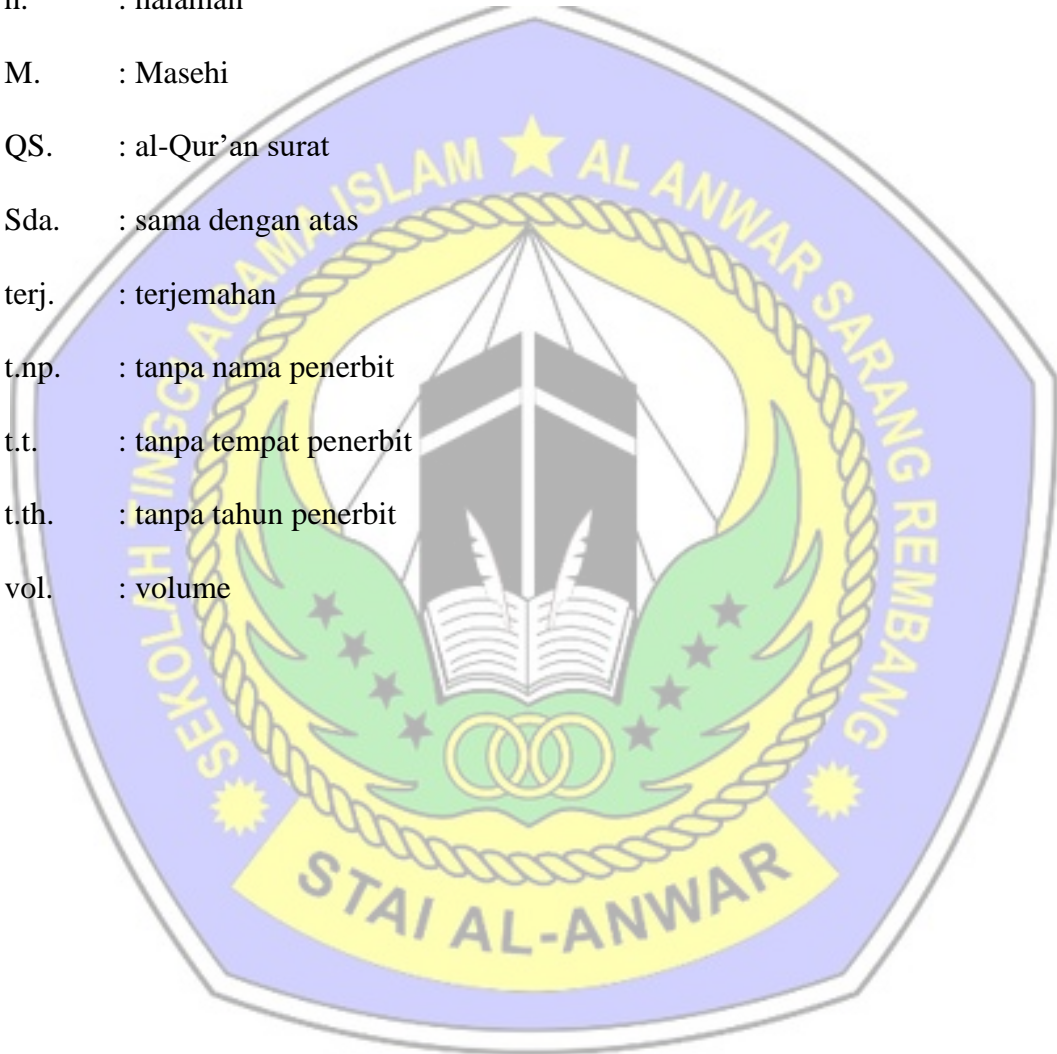 h. : halaman
M. : Masehi
QS. : al-Qur’an surat
Sda. : sama dengan atas
terj. : terjemahan
t.np. : tanpa nama penerbit
t.t. : tanpa tempat penerbit
t.th. : tanpa tahun penerbit
vol. : volume
SEKOLAH TINGGI AGAMA ISLAM ★ AL ANWAR SARANG REMBANG
STAI AL-ANWAR